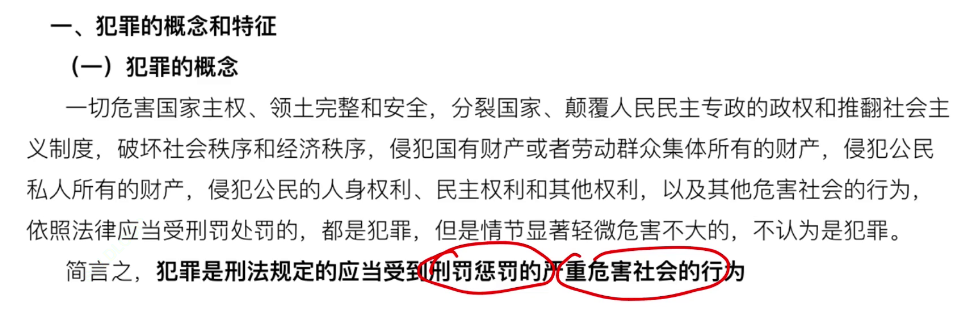 一、犯罪的概念和特征
（一）犯罪的概念
一切危害国家主权、领土完整和安全，分裂国家、颠覆人民民主专政的政权和推翻社会主
义制度，破坏社会秩序和经济秩序，侵犯国有财产或者劳动群众集体所有的财产，侵犯公民
私人所有的财产，侵犯公民的人身权利、民主权利和其他权利，以及其他危害社会的行为，
依照法律应当受刑罚处罚的，都是犯罪，但是情节显著轻微危害不大的，不认为是犯罪。
简言之，犯罪是刑法规定的应当受到刑罚惩罚的严重危害社会的行为